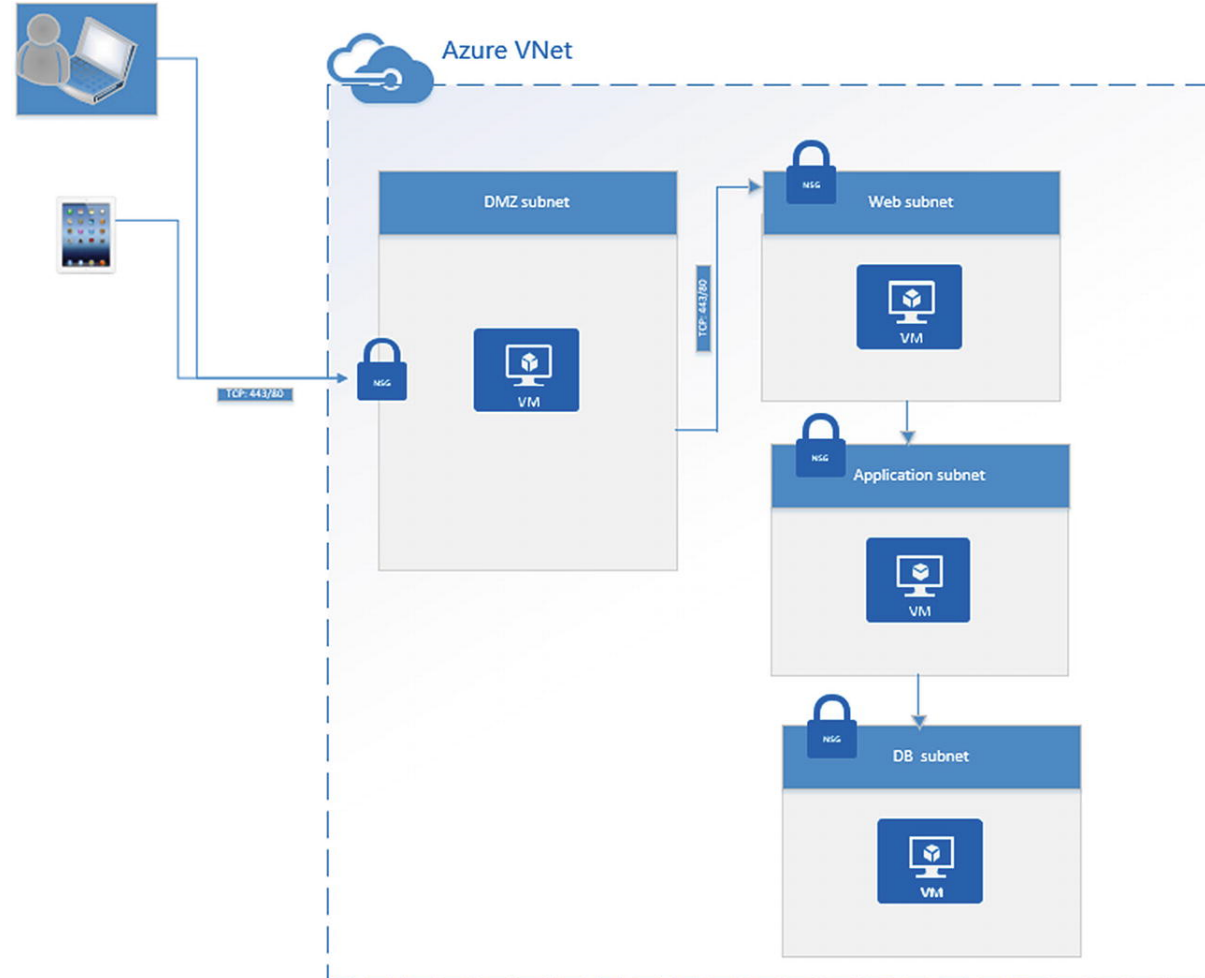 Azure VNet
NSG
DMZ subnet
Web subnet
TCP: 443/80
VM
VM
NSG
TCP: 443/80
NSG
Application subnet
VM
NSG
DB subnet
VM